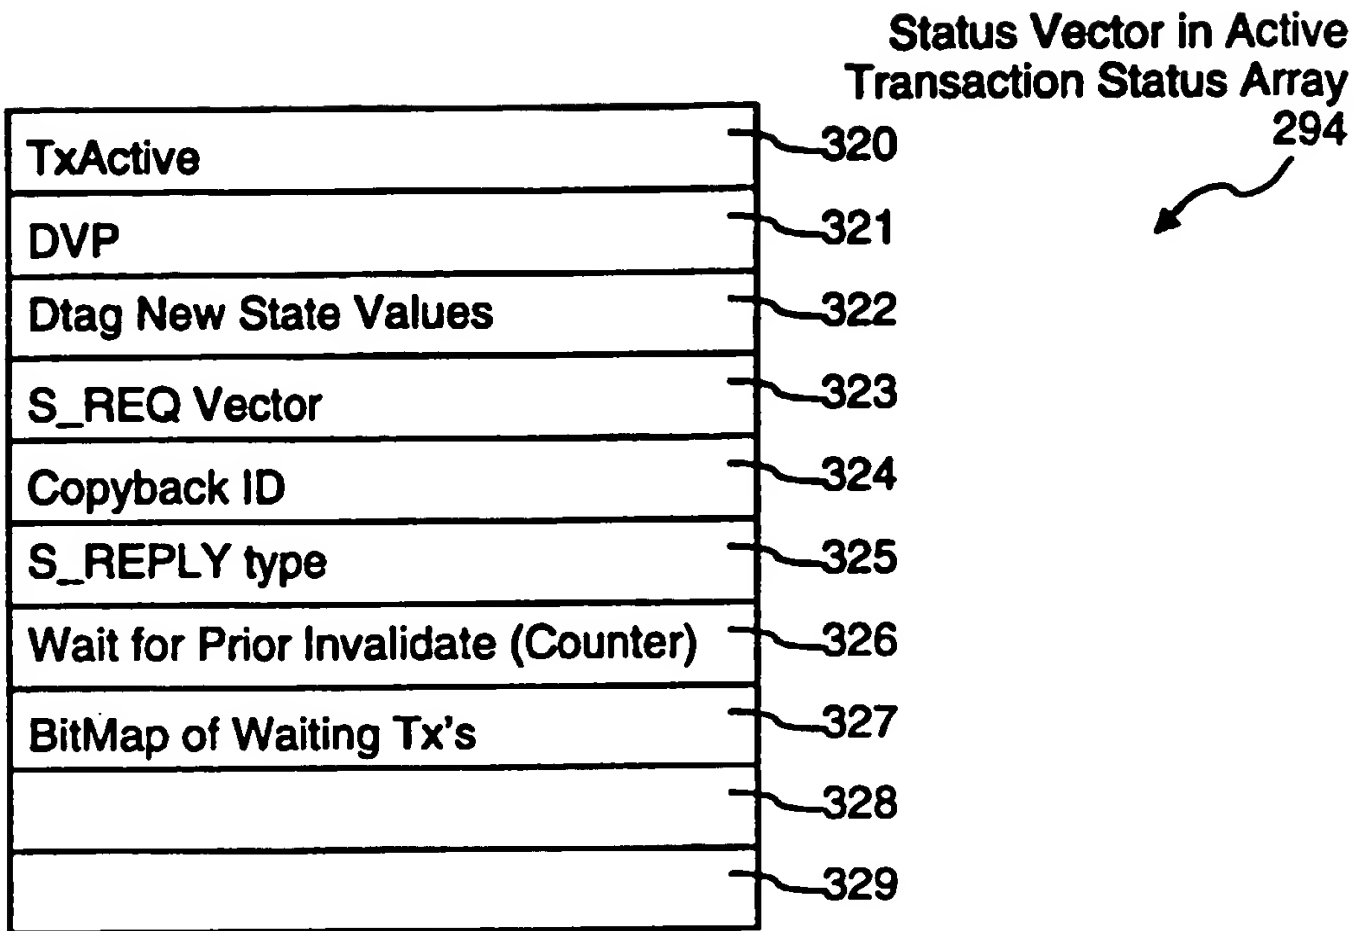 Status Vector in Active
Transaction Status Array
294
TxActive 320
DVP 321
Dtag New State Values 322
S_REQ Vector 323
Copyback ID 324
S_REPLY type 325
Wait for Prior Invalidate (Counter) 326
BitMap of Waiting Tx's 327
328
329